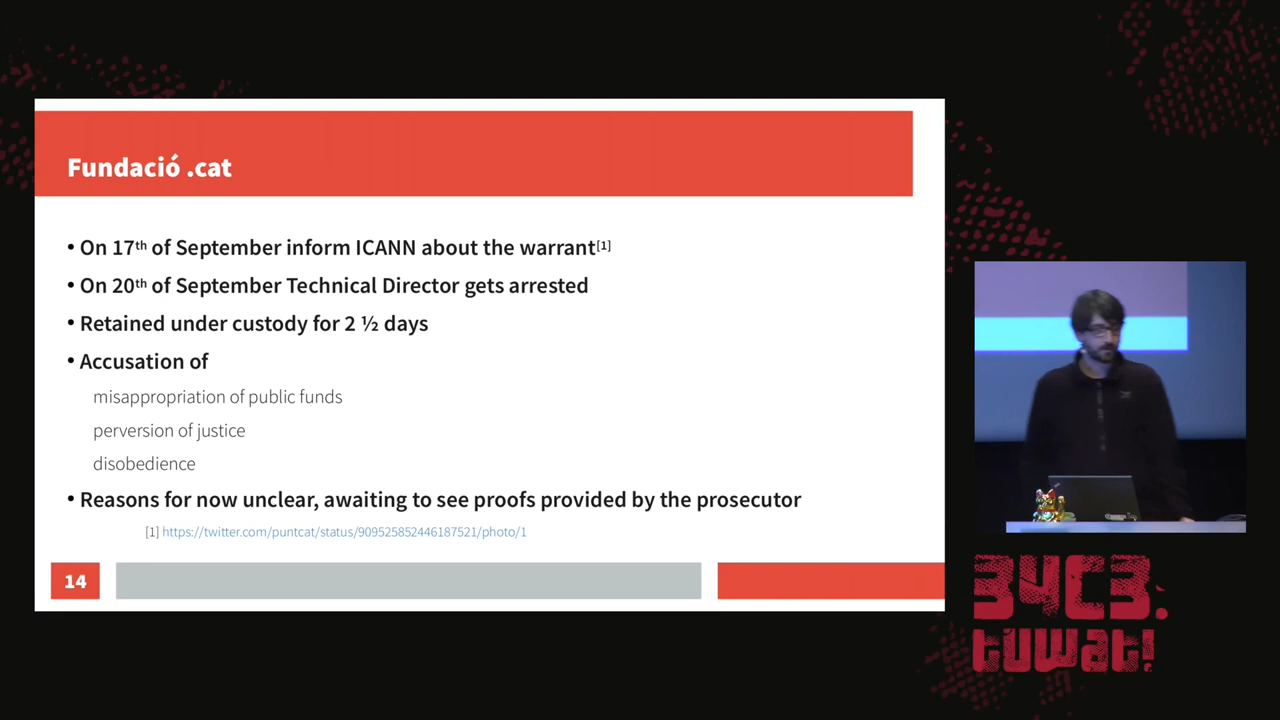 Fundació .cat
• On 17th of September inform ICANN about the warrant[1]
• On 20th of September Technical Director gets arrested
• Retained under custody for 2 ½ days
• Accusation of
misappropriation of public funds
perversion of justice
disobedience
• Reasons for now unclear, awaiting to see proofs provided by the prosecutor
[1] https://twitter.com/puntcat/status/909525852446187521/photo/1
14
34C3.
tuwat!